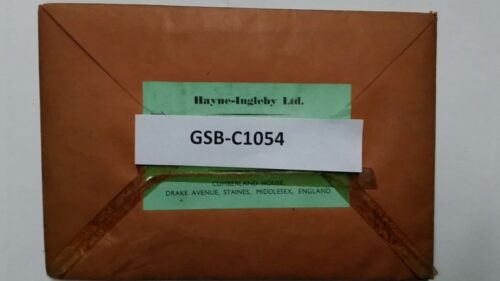 Hayne-Ingleby Ltd.
GSB-C1054
CUMBERLAND HOUSE,
DRAKE AVENUE, STAINES, MIDDLESEX, ENGLAND